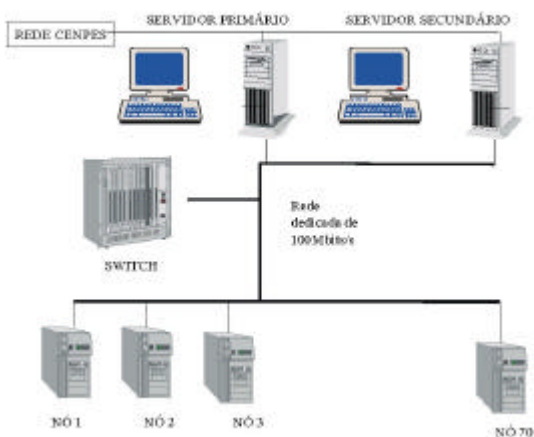 SERVIDOR PRIMÁRIO
SERVIDOR SECUNDÁRIO
REDE CENPES
Rede
dedicada de
100Mbits/s
SWITCH
NÓ 1
NÓ 2
NÓ 3
NÓ 70